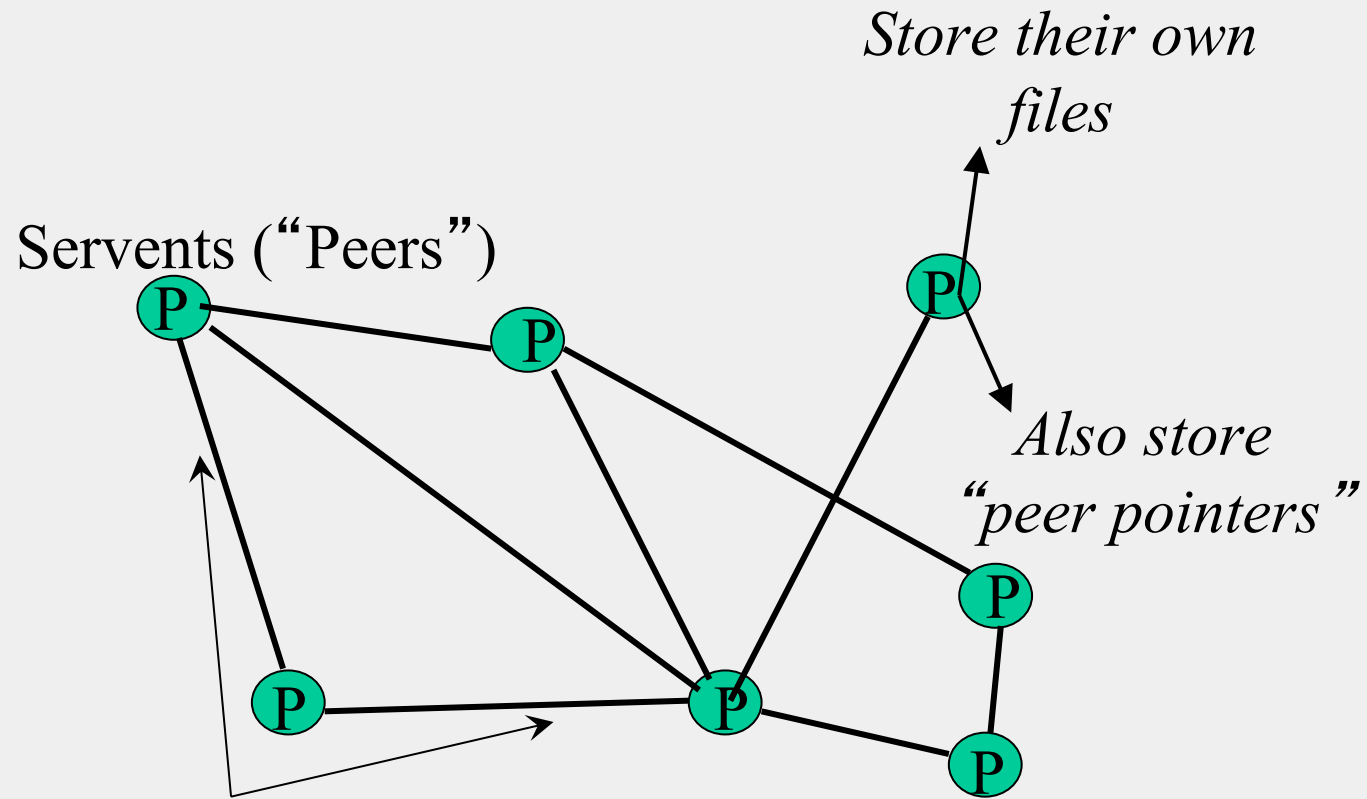 Store their own
files
Servents (“Peers”)
P
P
P
Also store
“peer pointers”
P
P
P
P